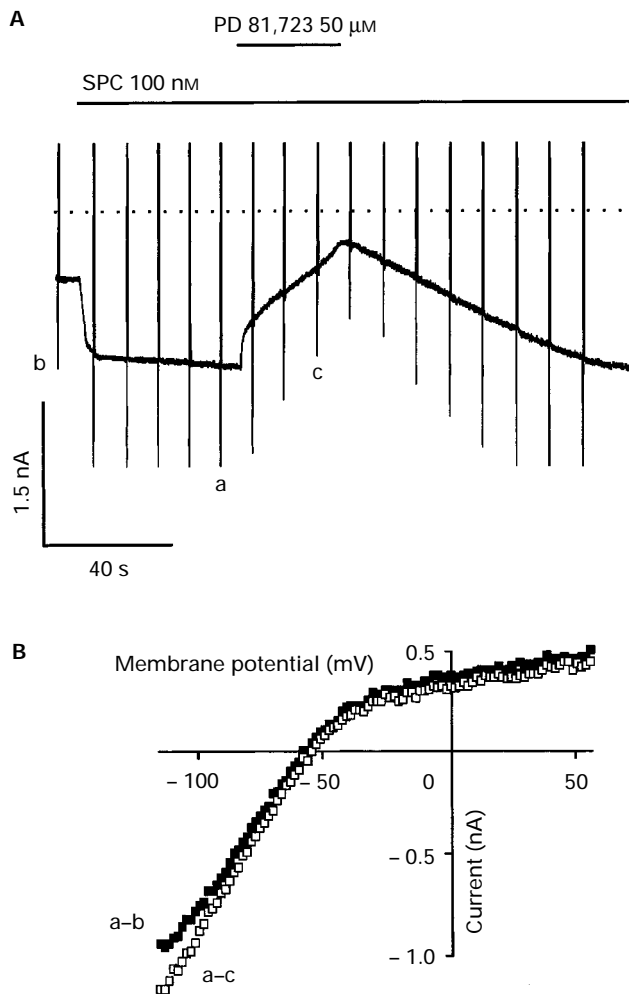 A
PD 81,723 50 μM
SPC 100 nM
b
c
a
1.5 nA
40 s
B
Membrane potential (mV)
0.5
– 100
– 50
0
50
– 0.5
Current (nA)
a–b
– 1.0
a–c